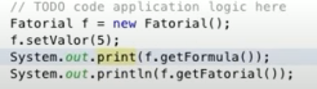 // TODO code application logic here
Fatorial f = new Fatorial();
f.setValor(5);
System.out.print(f.getFormula());
System.out.println(f.getFatorial());